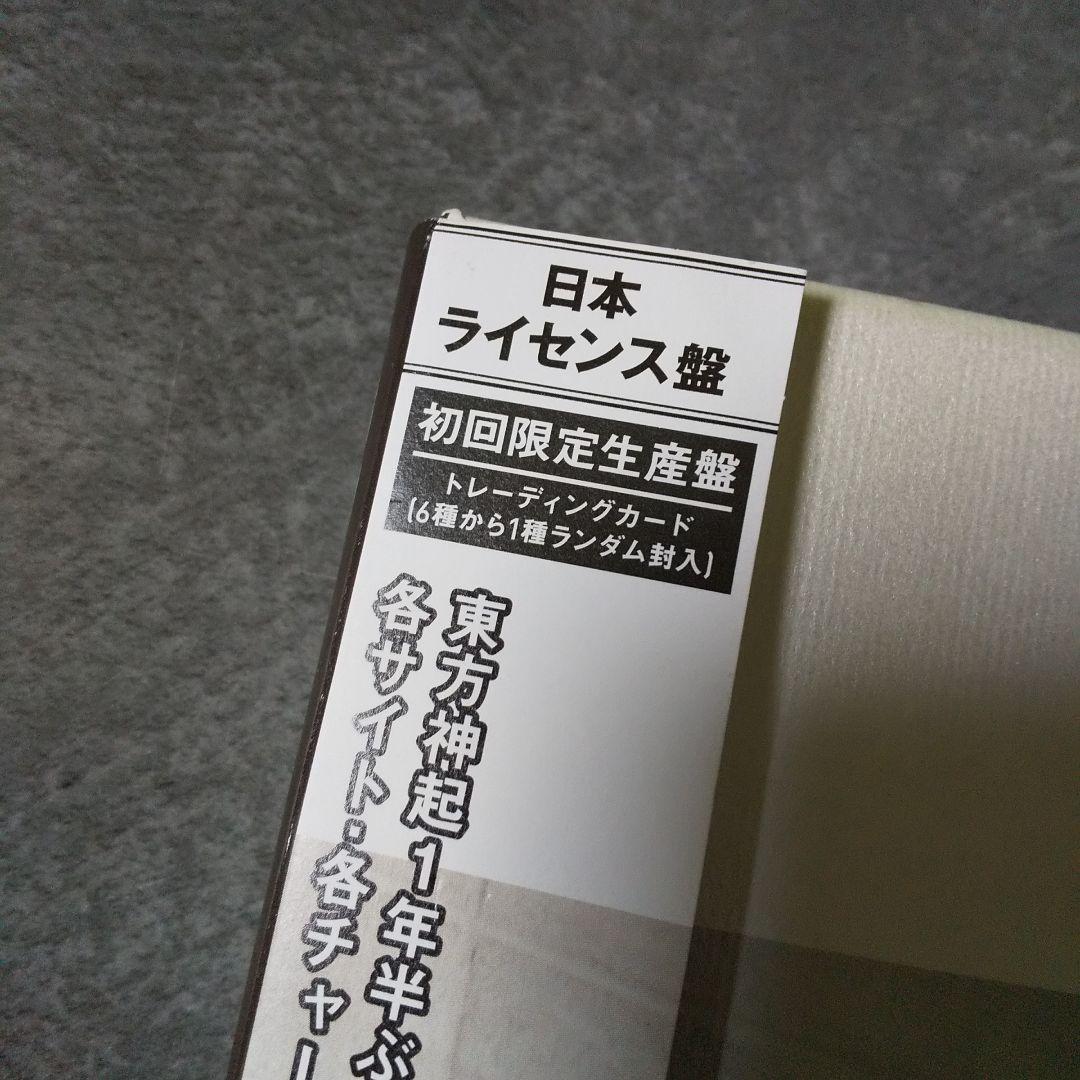 日本
ライセンス盤
初回限定生産盤
トレーディングカード
(6種から1種ランダム封入)
東方神起1年半ぶ
各サイト・各チャー